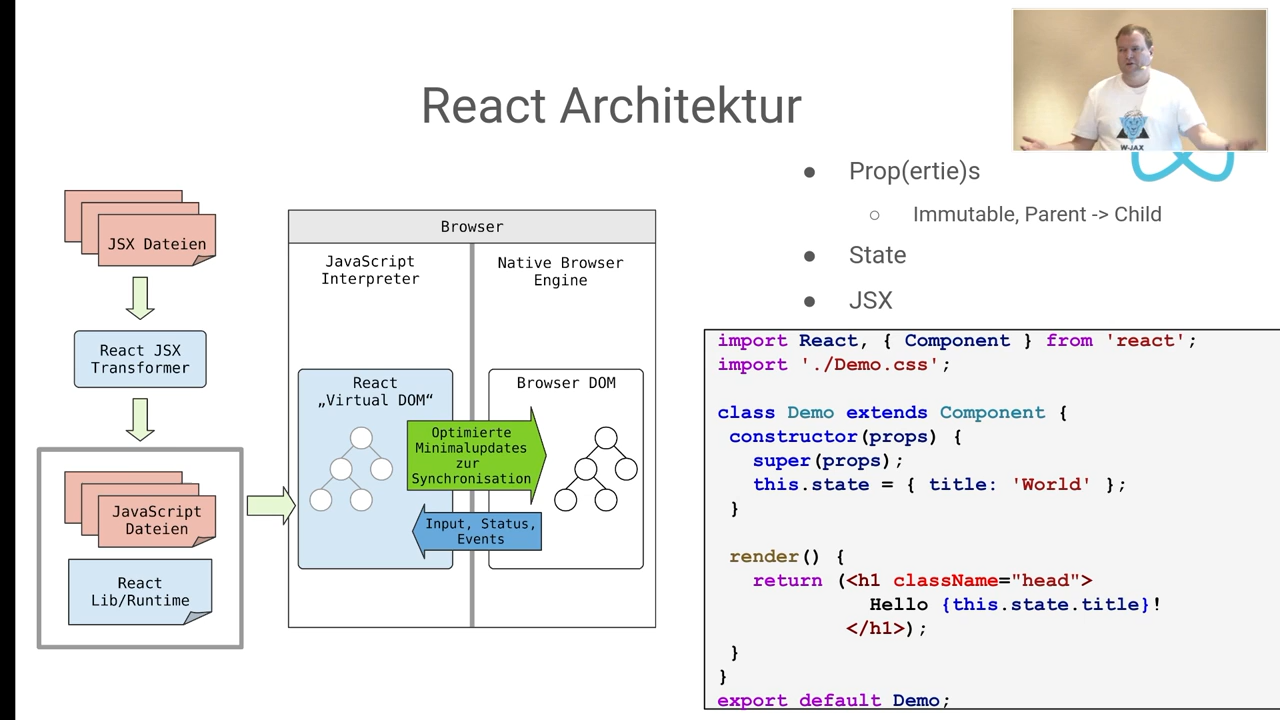 React Architektur
W-JAX
● Prop(ertie)s
○ Immutable, Parent -> Child
● State
● JSX
JSX Dateien
React JSX
Transformer
JavaScript
Dateien
React
Lib/Runtime
Browser
JavaScript
Interpreter
Native Browser
Engine
React
„Virtual DOM“
Browser DOM
Optimierte
Minimalupdates
zur
Synchronisation
Input, Status,
Events
import React, { Component } from 'react';
import './Demo.css';
class Demo extends Component {
constructor(props) {
super(props);
this.state = { title: 'World' };
}
render() {
return (<h1 className="head">
Hello {this.state.title}!
</h1>);
}
}
export default Demo;